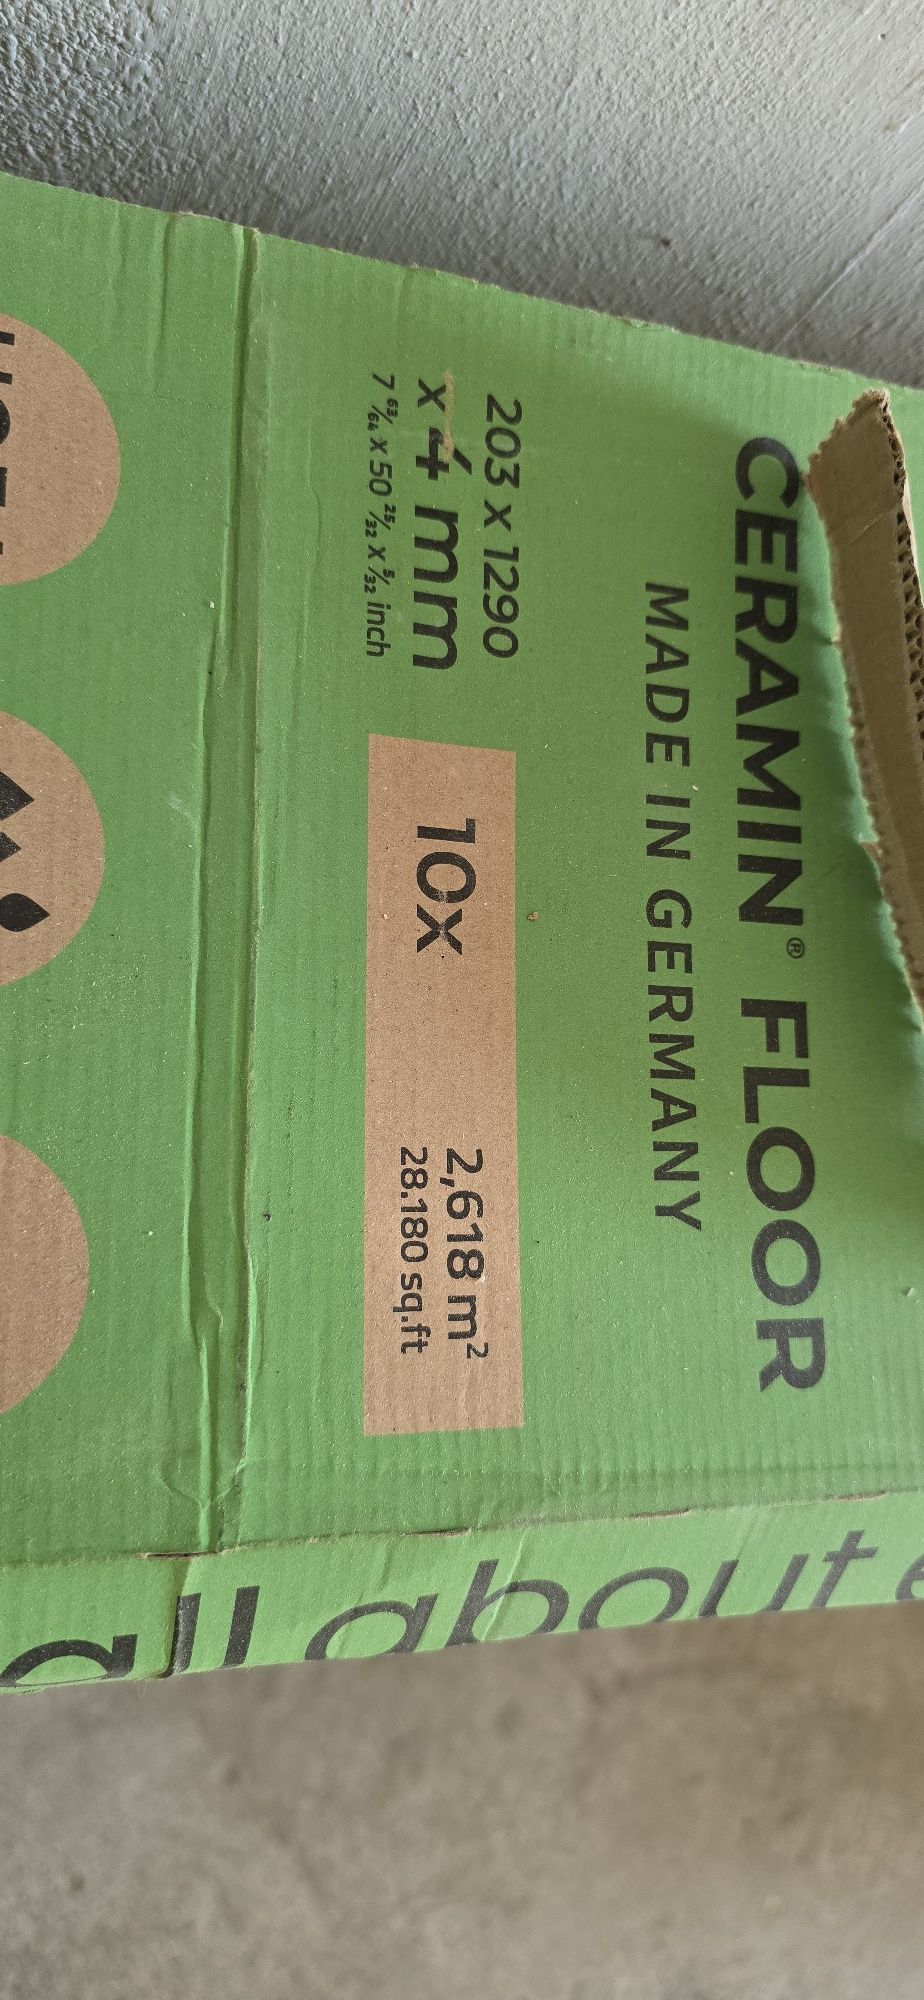 CERAMIN® FLOOR
MADE IN GERMANY
203 x 1290
x 4 mm
7 63/64 x 50 25/32 x 5/32 inch
10x
2,618 m²
28.180 sq.ft
all about